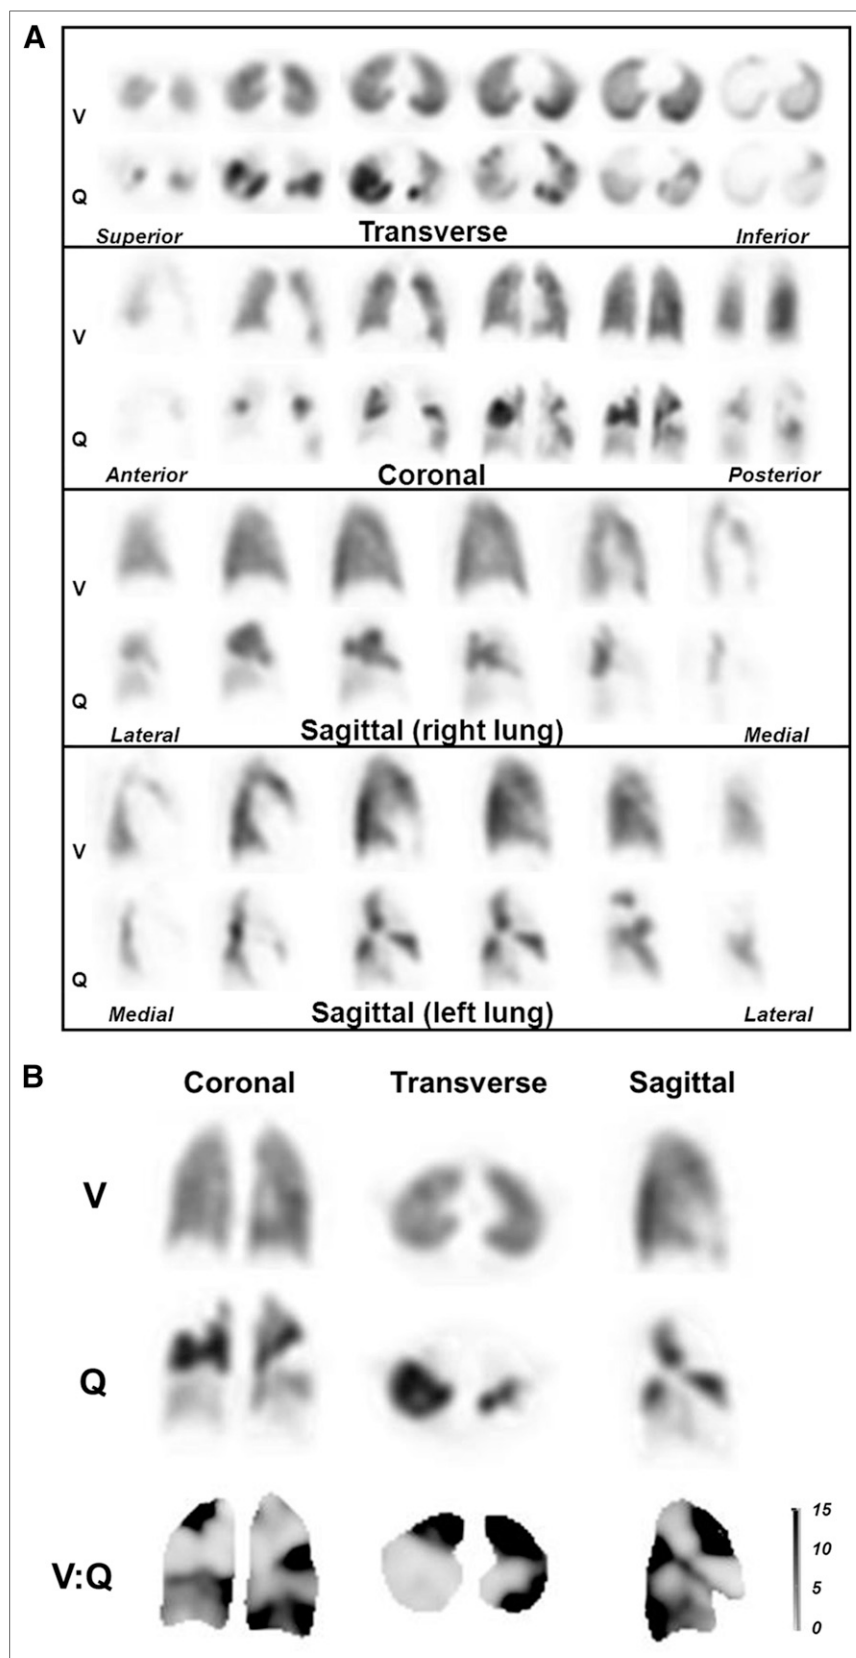 A
V
Q
Superior Transverse Inferior
V
Q
Anterior Coronal Posterior
V
Q
Lateral Sagittal (right lung) Medial
V
Q
Medial Sagittal (left lung) Lateral
B
Coronal Transverse Sagittal
V
Q
V:Q
15
10
5
0